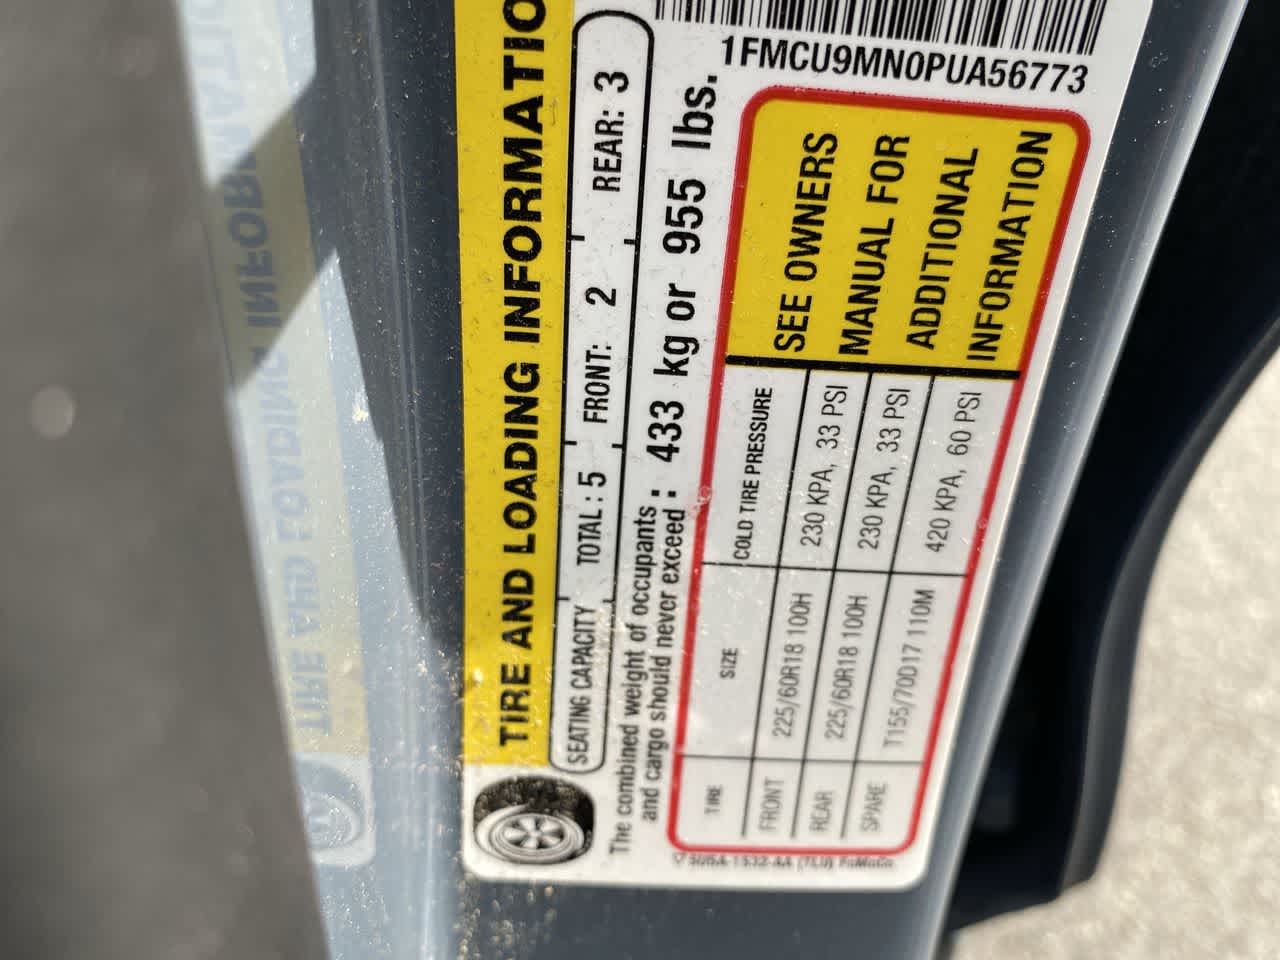 1FMCU9MN0PUA56773
TIRE AND LOADING INFORMATIO
SEATING CAPACITY TOTAL : 5 FRONT: 2 REAR: 3
The combined weight of occupants
and cargo should never exceed : 433 kg or 955 lbs.
TIRE SIZE COLD TIRE PRESSURE
FRONT 225/60R18 100H 230 KPA, 33 PSI
REAR 225/60R18 100H 230 KPA, 33 PSI
SPARE T155/70D17 110M 420 KPA, 60 PSI
SEE OWNERS
MANUAL FOR
ADDITIONAL
INFORMATION